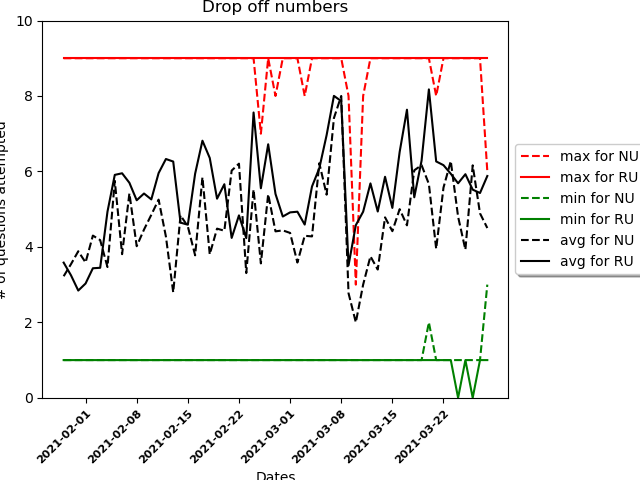 Drop off numbers
# of questions attempted
10
8
6
4
2
0
2021-02-01
2021-02-08
2021-02-15
2021-02-22
2021-03-01
2021-03-08
2021-03-15
2021-03-22
Dates
max for NU
max for RU
min for NU
min for RU
avg for NU
avg for RU